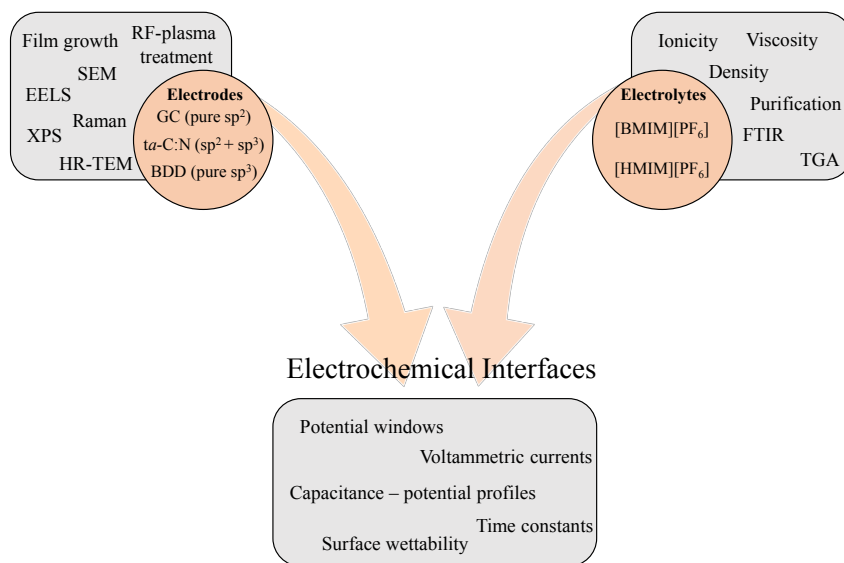 Film growth
RF-plasma
treatment
SEM
EELS
Raman
XPS
HR-TEM
Electrodes
GC (pure sp²)
ta-C:N (sp² + sp³)
BDD (pure sp³)
Ionicity
Viscosity
Density
Purification
FTIR
TGA
Electrolytes
[BMIM][PF₆]
[HMIM][PF₆]
Electrochemical Interfaces
Potential windows
Voltammetric currents
Capacitance – potential profiles
Time constants
Surface wettability